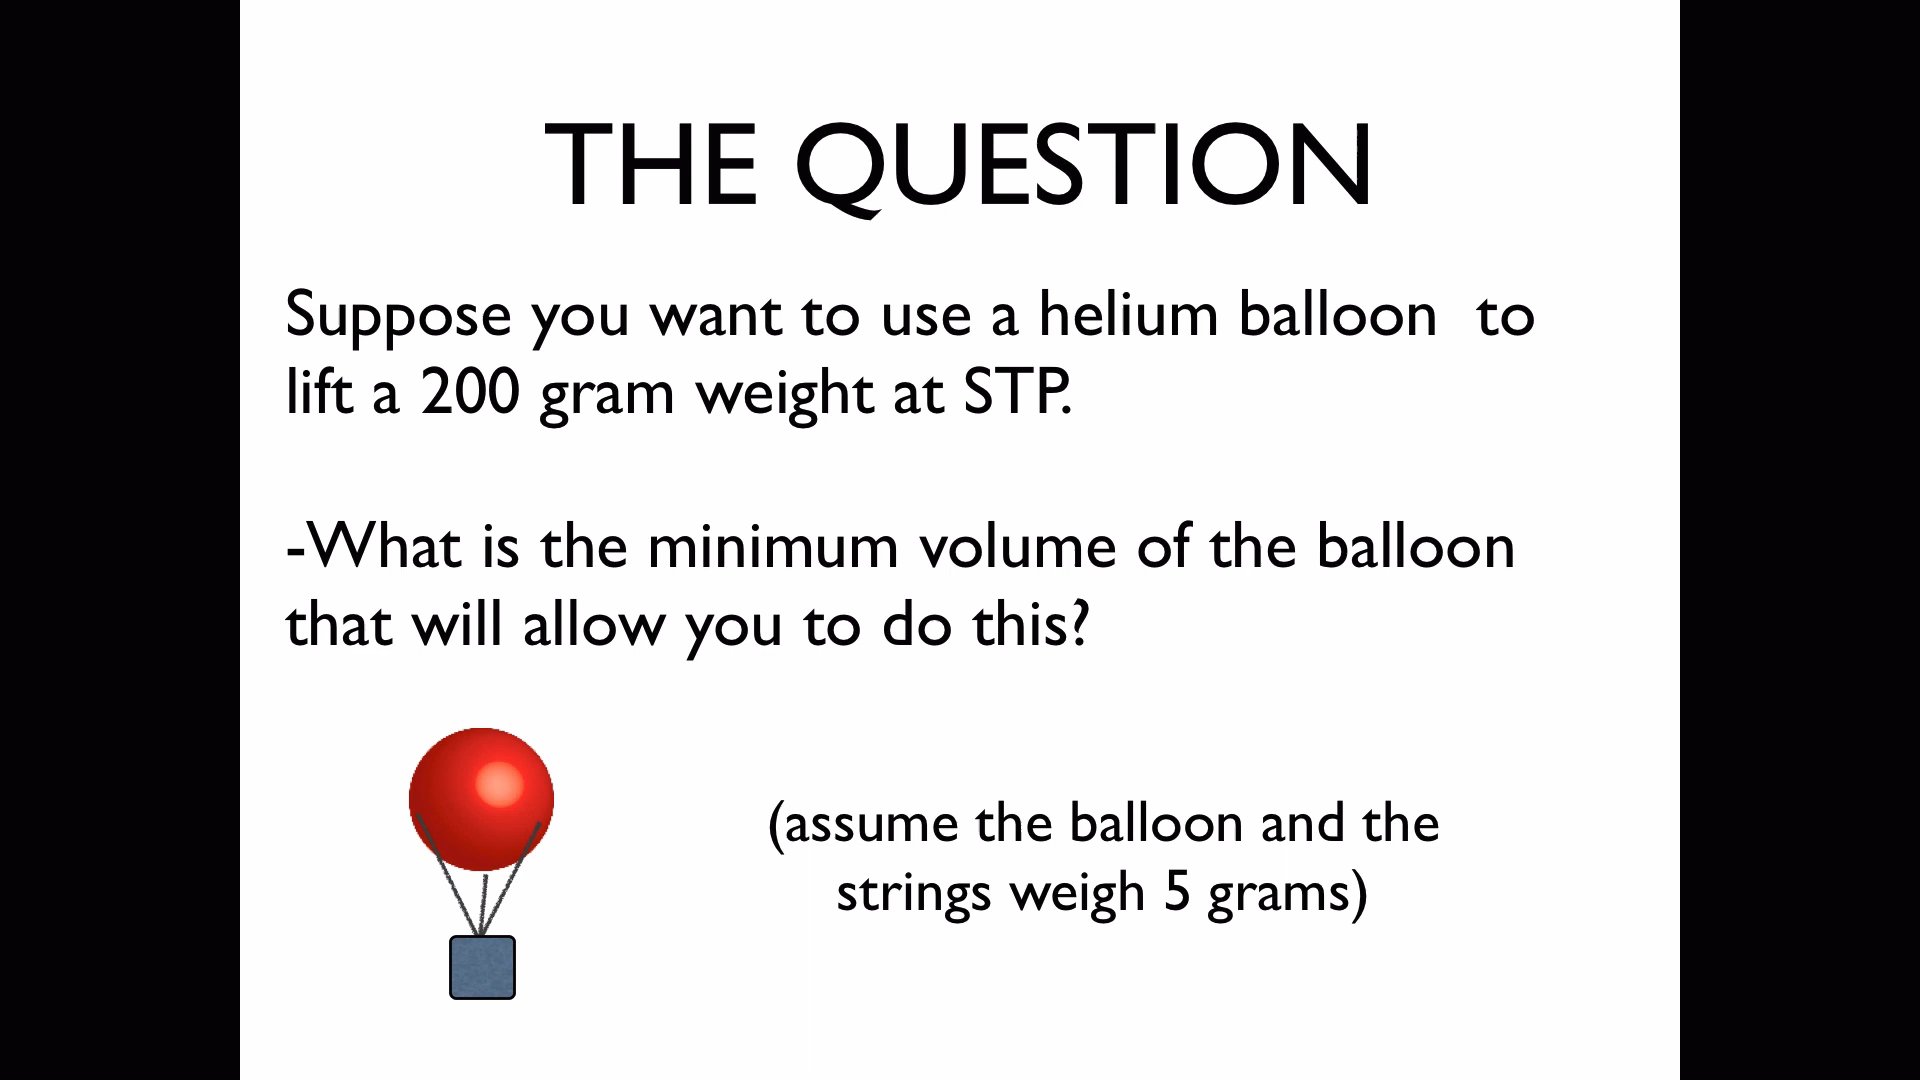 THE QUESTION
Suppose you want to use a helium balloon  to
lift a 200 gram weight at STP.
-What is the minimum volume of the balloon
that will allow you to do this?
(assume the balloon and the
strings weigh 5 grams)